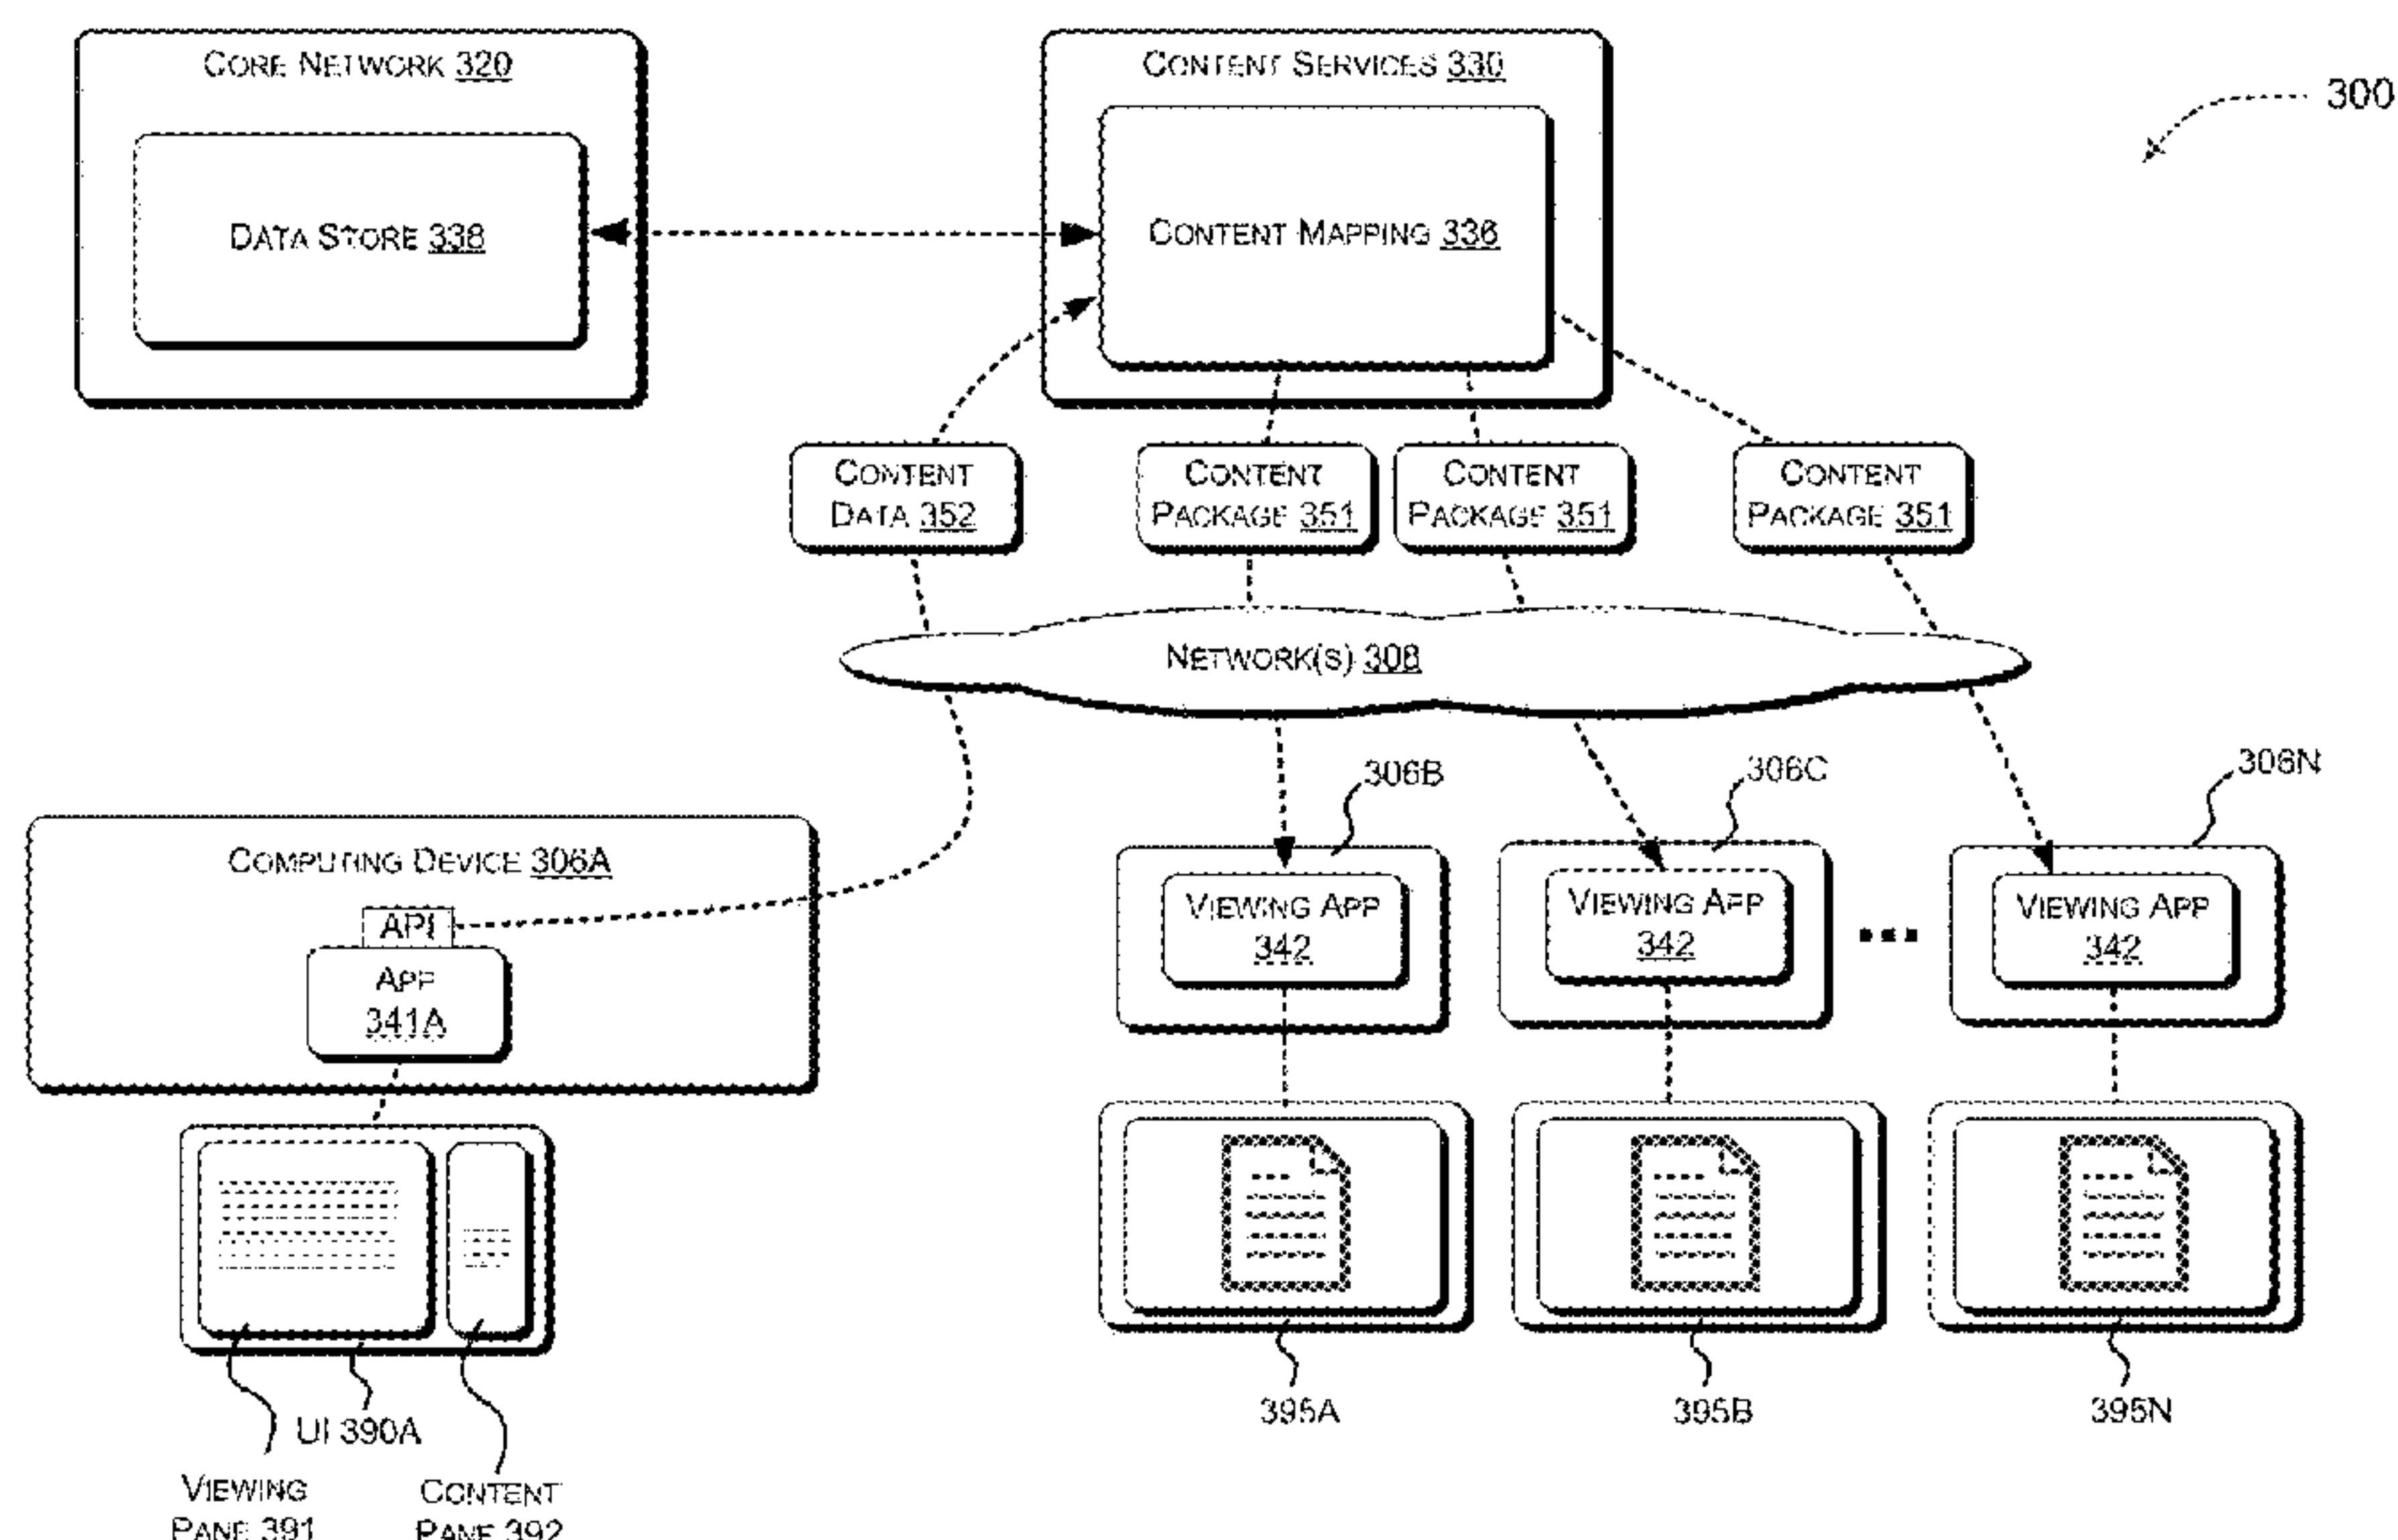 CORE NETWORK 320
CONTENT SERVICES 330
300
DATA STORE 338
CONTENT MAPPING 336
CONTENT
DATA 352
CONTENT
PACKAGE 351
CONTENT
PACKAGE 351
CONTENT
PACKAGE 351
NETWORK(S) 308
306B
306C
306N
COMPUTING DEVICE 306A
API
APP
341A
VIEWING APP
342
VIEWING APP
342
VIEWING APP
342
395A
395B
395N
UI 390A
VIEWING
PANE 391
CONTENT
PANE 392